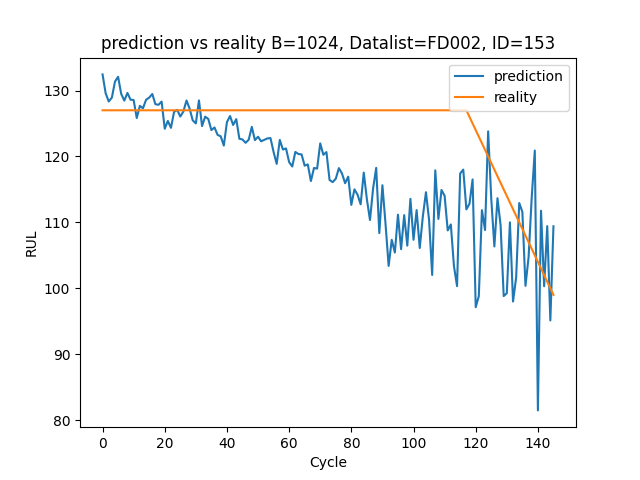 prediction vs reality B=1024, Datalist=FD002, ID=153
prediction
reality
130
120
110
100
90
80
RUL
0 20 40 60 80 100 120 140
Cycle